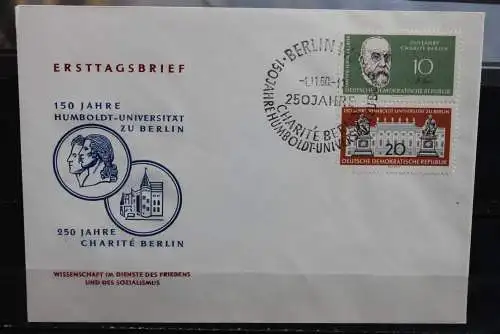 ERSTTAGSBRIEF
150 JAHRE
HUMBOLDT-UNIVERSITÄT
ZU BERLIN
250 JAHRE
CHARITÉ BERLIN
WISSENSCHAFT IM DIENSTE DES FRIEDENS
UND DES SOZIALISMUS
BERLIN
250 JAHRE
CHARITÉ
150 JAHRE HUMBOLDT-UNIVERSITÄT
250 JAHRE
CHARITÉ BERLIN
10
DEUTSCHE DEMOKRATISCHE REPUBLIK
20
DEUTSCHE DEMOKRATISCHE REPUBLIK